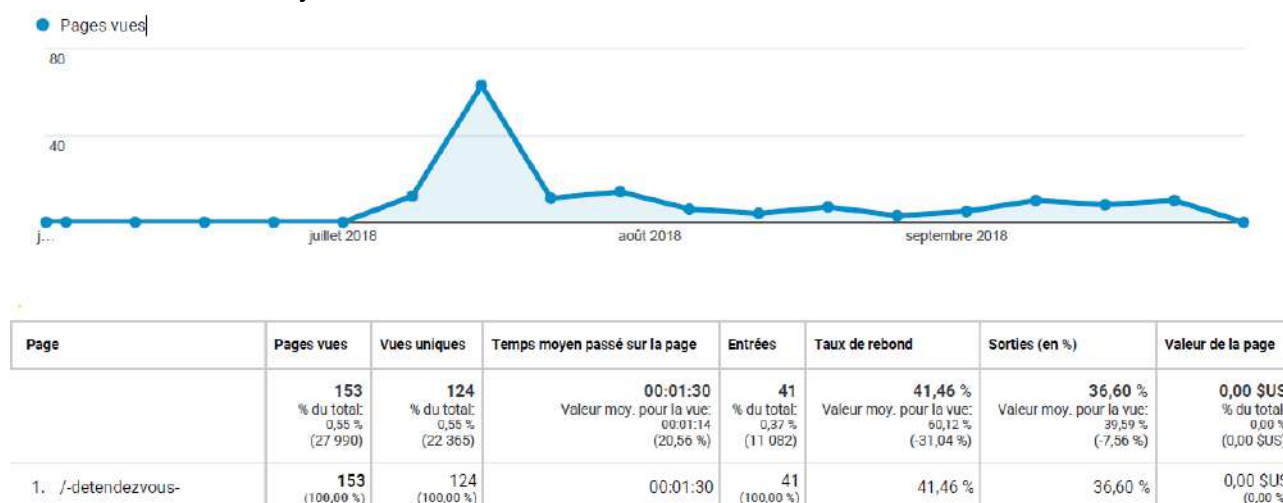 Pages vues
80
40
j...
juillet 2018
août 2018
septembre 2018
Page Pages vues Vues uniques Temps moyen passé sur la page Entrées Taux de rebond Sorties (en %) Valeur de la page
153 124 00:01:30 41 41,46 % 36,60 % 0,00 $US
% du total: % du total: Valeur moy. pour la vue: % du total: Valeur moy. pour la vue: Valeur moy. pour la vue: % du total
0,55 % 0,55 % 00:01:14 0,37 % 60,12 % 39,59 % 0,00 %
(27 990) (22 365) (20,56 %) (11 082) (-31,04 %) (-7,56 %) (0,00 $US)
1. /-detendezvous- 153 124 00:01:30 41 41,46 % 36,60 % 0,00 $US
(100,00 %) (100,00 %) (100,00 %) (0,00 %)